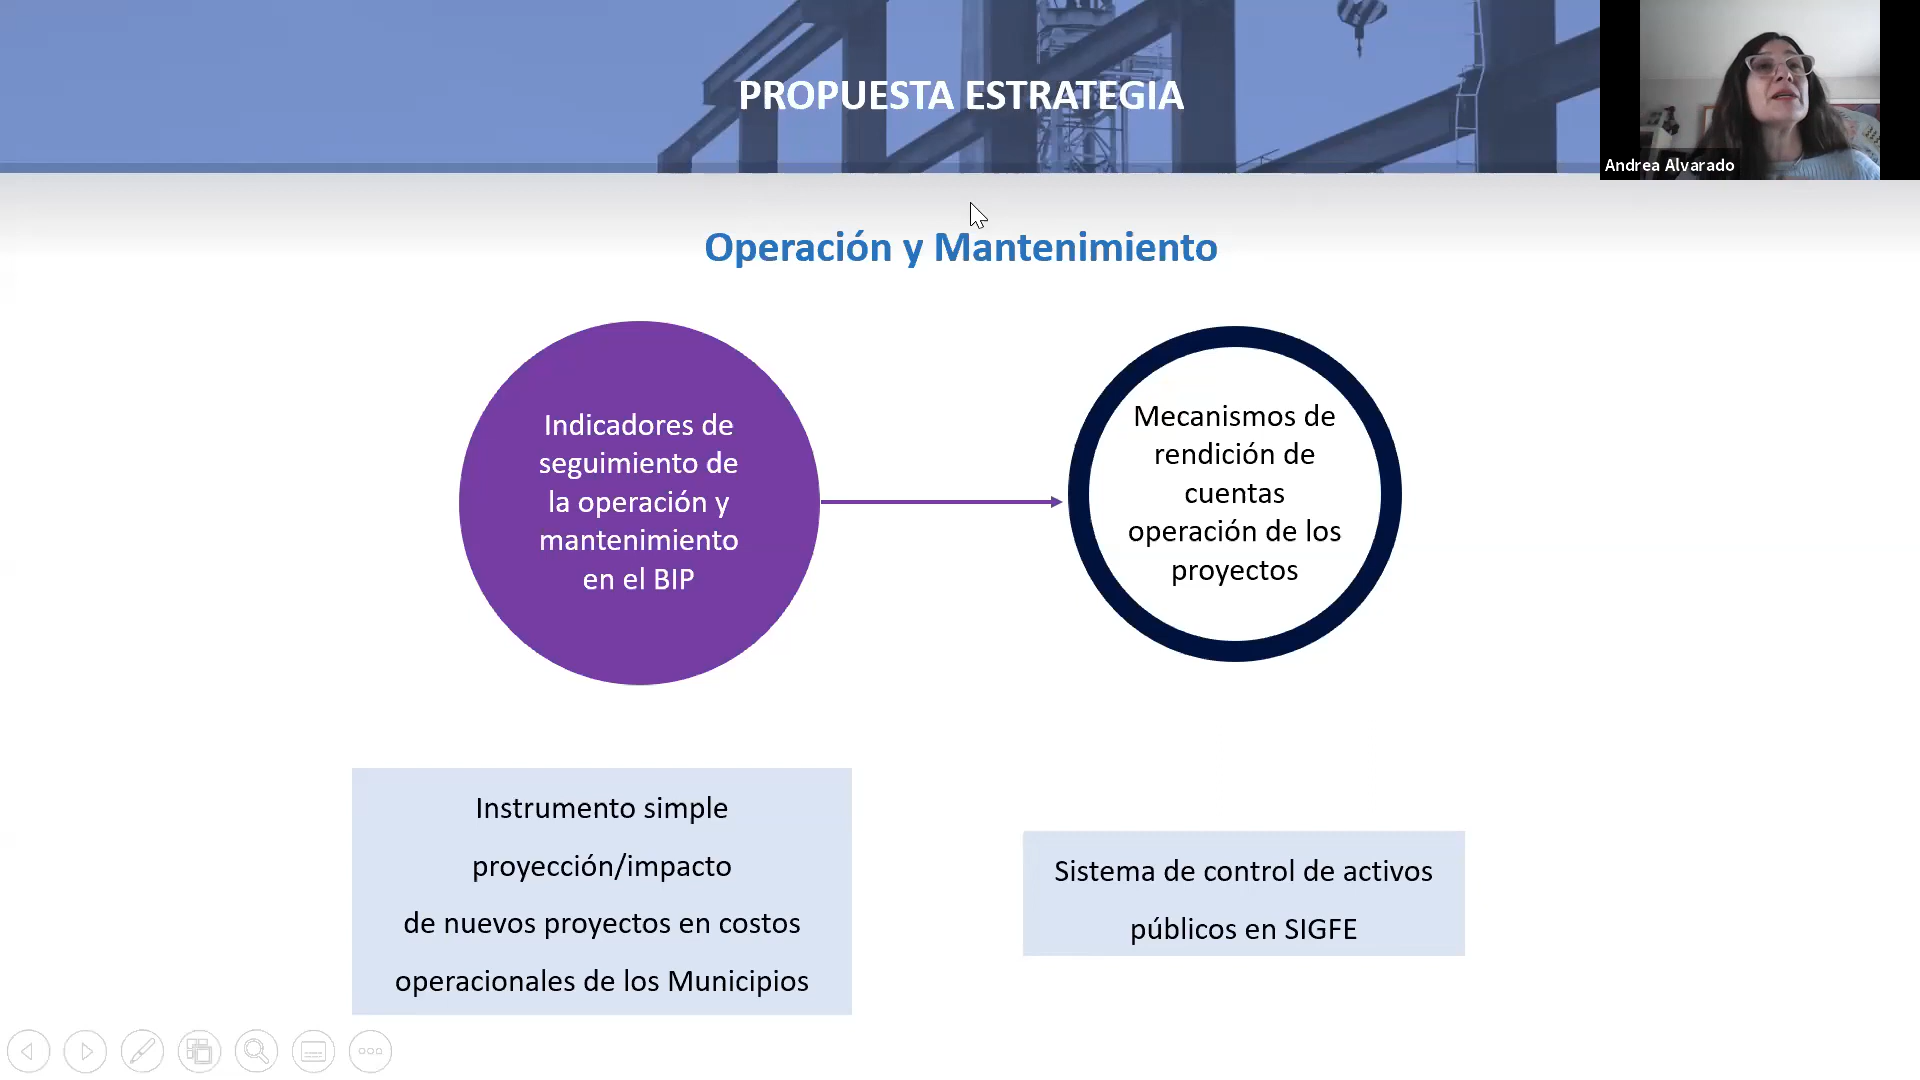 PROPUESTA ESTRATEGIA
Andrea Alvarado
Operación y Mantenimiento
Indicadores de
seguimiento de
la operación y
mantenimiento
en el BIP
Mecanismos de
rendición de
cuentas
operación de los
proyectos
Instrumento simple
proyección/impacto
de nuevos proyectos en costos
operacionales de los Municipios
Sistema de control de activos
públicos en SIGFE